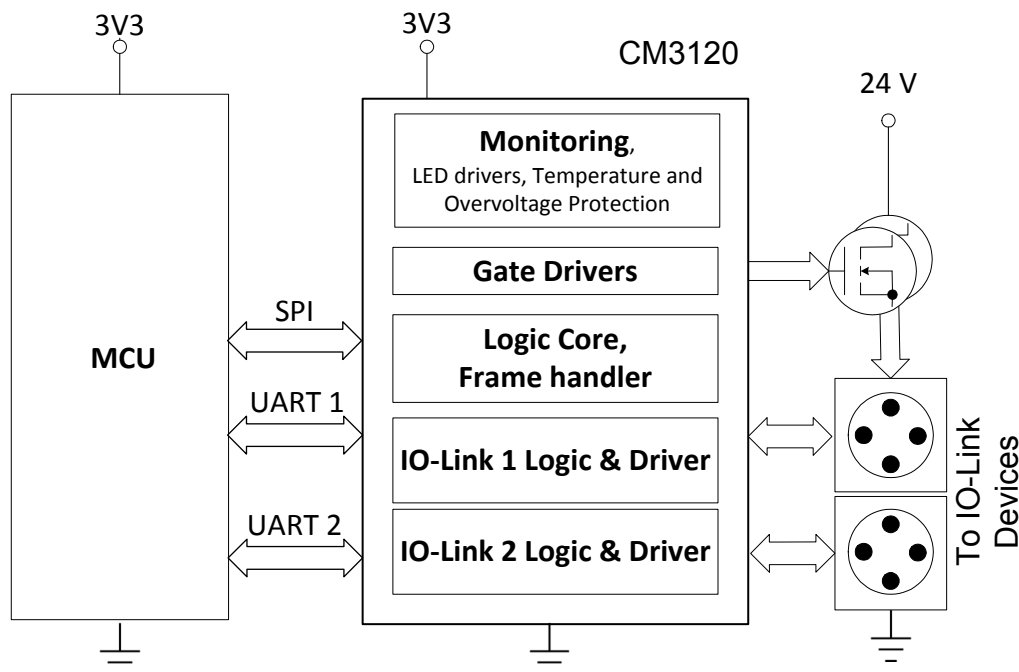 3V3
3V3
CM3120
24 V
Monitoring,
LED drivers, Temperature and
Overvoltage Protection
Gate Drivers
SPI
MCU
Logic Core,
Frame handler
UART 1
IO-Link 1 Logic & Driver
UART 2
IO-Link 2 Logic & Driver
To IO-Link
Devices